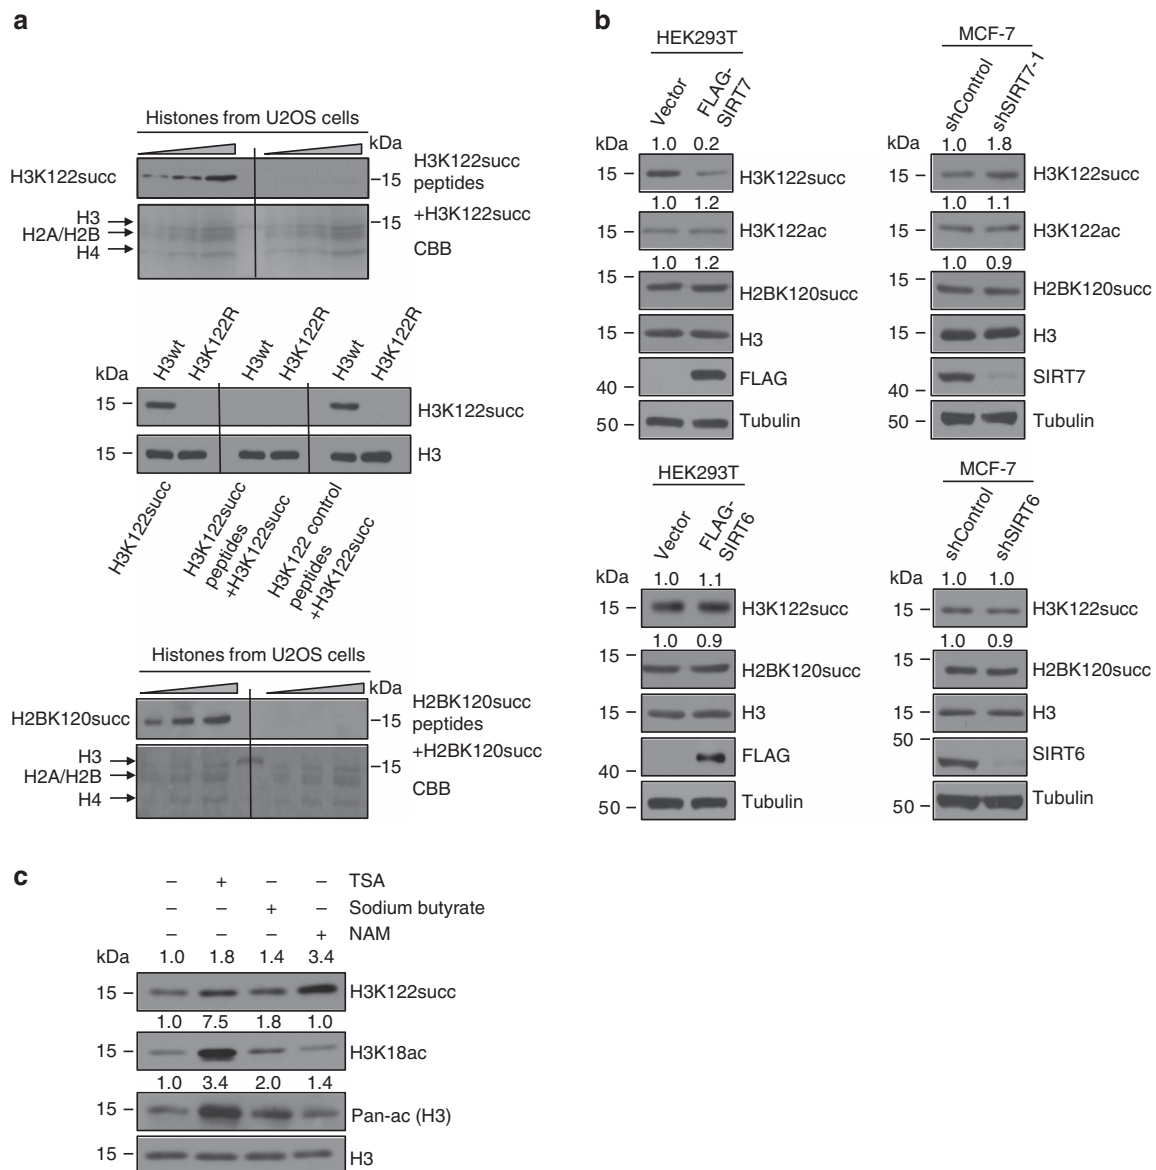 a
Histones from U2OS cells
kDa
H3K122succ
–15
H3K122succ
peptides
+H3K122succ
H3
H2A/H2B
H4
–15
CBB
H3wt
H3K122R
H3wt
H3K122R
H3wt
H3K122R
kDa
15 –
H3K122succ
15 –
H3
H3K122succ
H3K122succ
peptides
+H3K122succ
H3K122 control
peptides
+H3K122succ
Histones from U2OS cells
kDa
H2BK120succ
–15
H2BK120succ
peptides
+H2BK120succ
H3
H2A/H2B
H4
–15
CBB
b
HEK293T
Vector
FLAG-
SIRT7
kDa 1.0 0.2
15 – H3K122succ
1.0 1.2
15 – H3K122ac
1.0 1.2
15 – H2BK120succ
15 – H3
40 – FLAG
50 – Tubulin
MCF-7
shControl
shSIRT7-1
kDa 1.0 1.8
15 – H3K122succ
1.0 1.1
15 – H3K122ac
1.0 0.9
15 – H2BK120succ
15 – H3
40 – SIRT7
50 – Tubulin
HEK293T
Vector
FLAG-
SIRT6
kDa 1.0 1.1
15 – H3K122succ
1.0 0.9
15 – H2BK120succ
15 – H3
40 – FLAG
50 – Tubulin
MCF-7
shControl
shSIRT6
kDa 1.0 1.0
15 – H3K122succ
1.0 0.9
15 – H2BK120succ
15 – H3
50 – SIRT6
50 – Tubulin
c
– + – – TSA
– – + – Sodium butyrate
– – – + NAM
kDa 1.0 1.8 1.4 3.4
15 – H3K122succ
1.0 7.5 1.8 1.0
15 – H3K18ac
1.0 3.4 2.0 1.4
15 – Pan-ac (H3)
15 – H3